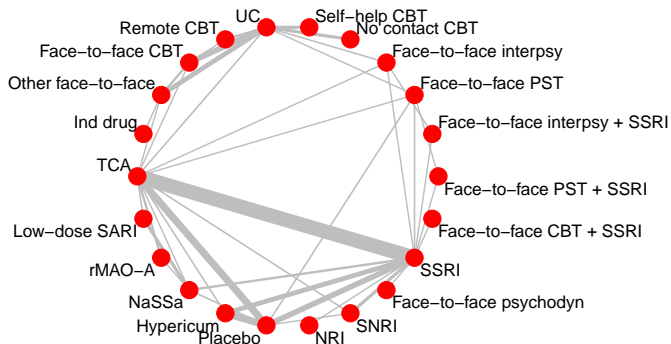 UC
Self−help CBT
Remote CBT
No contact CBT
Face−to−face CBT
Face−to−face interpsy
Other face−to−face
Face−to−face PST
Ind drug
Face−to−face interpsy + SSRI
TCA
Face−to−face PST + SSRI
Low−dose SARI
Face−to−face CBT + SSRI
rMAO−A
SSRI
NaSSa
Face−to−face psychodyn
Hypericum
SNRI
Placebo
NRI